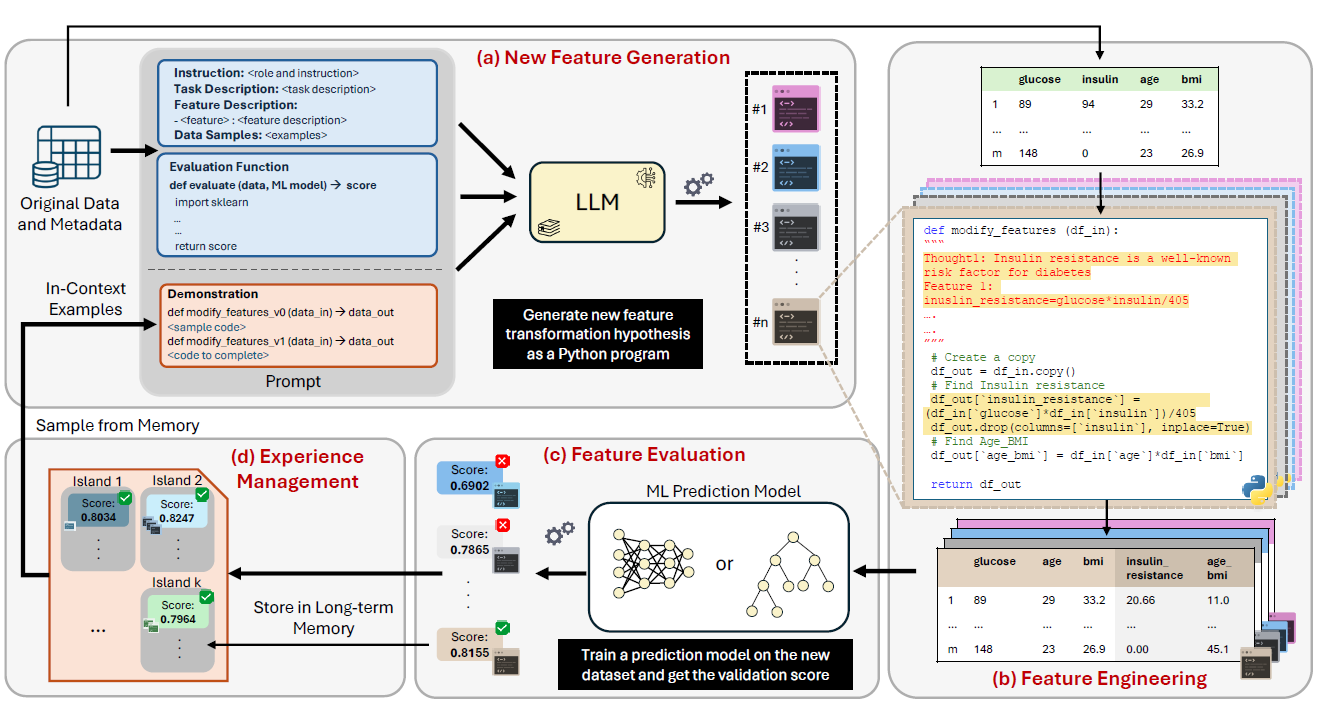 (a) New Feature Generation
Original Data
and Metadata
Instruction: <role and instruction>
Task Description: <task description>
Feature Description:
- <feature> : <feature description>
Data Samples: <examples>
Evaluation Function
def evaluate (data, ML model) → score
import sklearn
...
...
return score
In-Context
Examples
Demonstration
def modify_features_v0 (data_in) → data_out
<sample code>
def modify_features_v1 (data_in) → data_out
<code to complete>
Prompt
LLM
Generate new feature
transformation hypothesis
as a Python program
#1
#2
#3
#n
glucose insulin age bmi
1 89 94 29 33.2
... ... ... ...
m 148 0 23 26.9
def modify_features (df_in):
"""
Thought1: Insulin resistance is a well-known
risk factor for diabetes
Feature 1:
inuslin_resistance=glucose*insulin/405
….
….
"""
# Create a copy
df_out = df_in.copy()
# Find Insulin resistance
df_out[`insulin_resistance`] =
(df_in[`glucose`]*df_in[`insulin`])/405
df_out.drop(columns=[`insulin`], inplace=True)
# Find Age_BMI
df_out[`age_bmi`] = df_in[`age`]*df_in[`bmi`]
return df_out
glucose age bmi insulin_ age_
resistance bmi
1 89 29 33.2 20.66 11.0
... ... ... ... ...
m 148 23 26.9 0.00 45.1
(b) Feature Engineering
(c) Feature Evaluation
ML Prediction Model
or
Train a prediction model on the new
dataset and get the validation score
Score:
0.6902
Score:
0.7865
Score:
0.8155
Sample from Memory
(d) Experience
Management
Island 1
Score:
0.8034
Island 2
Score:
0.8247
Island k
Score:
0.7964
...
Store in Long-term
Memory